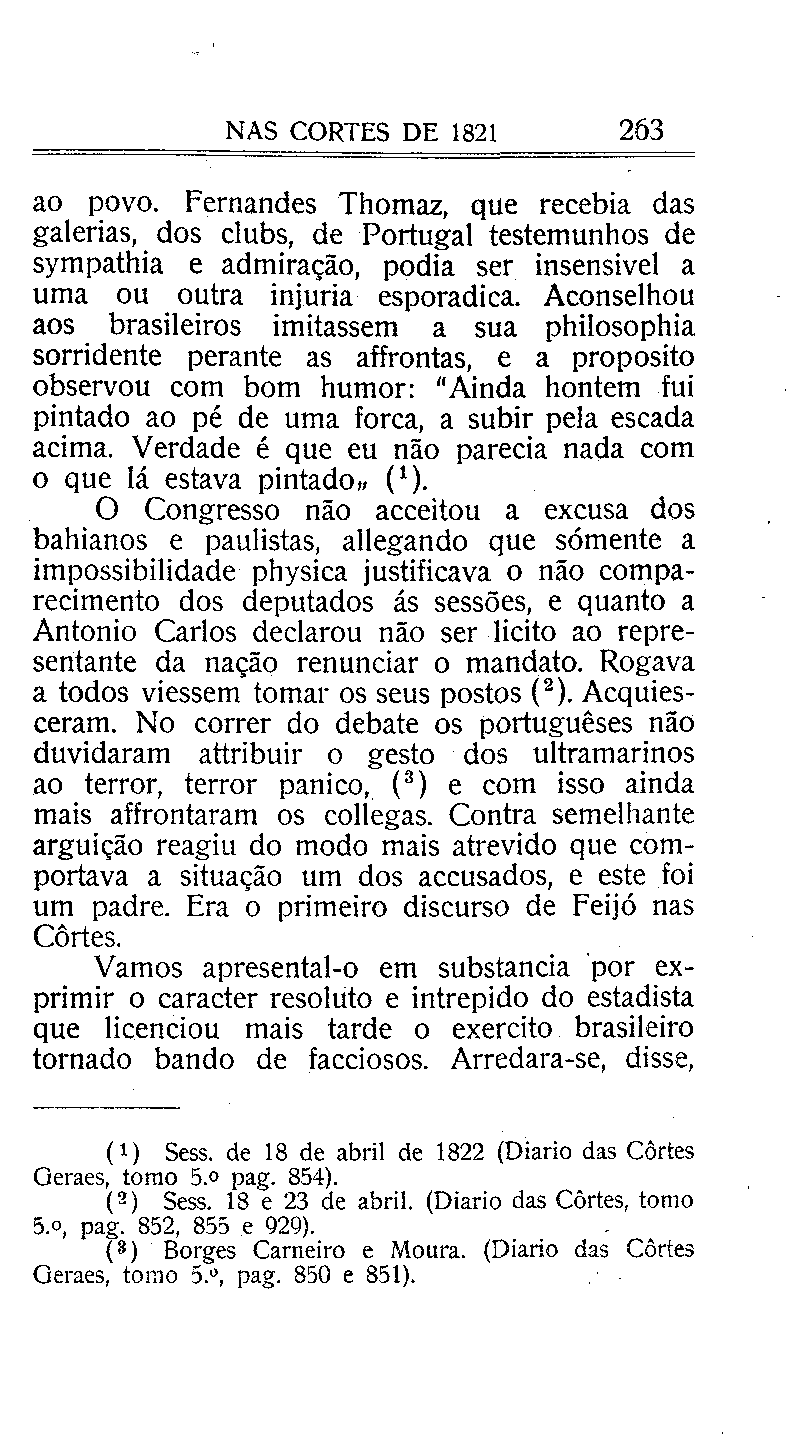 NAS CORTES DE 1821 263
ao povo. Fernandes Thomaz, que recebia das
galerias, dos clubs, de Portugal testemunhos de
sympathia e admiração, podia ser insensivel a
uma ou outra injuria esporadica. Aconselhou
aos brasileiros imitassem a sua philosophia
sorridente perante as affrontas, e a proposito
observou com bom humor: "Ainda hontem fui
pintado ao pé de uma forca, a subir pela escada
acima. Verdade é que eu não parecia nada com
o que lá estava pintado„ (¹).
O Congresso não acceitou a excusa dos
bahianos e paulistas, allegando que sómente a
impossibilidade physica justificava o não compa-
recimento dos deputados ás sessões, e quanto a
Antonio Carlos declarou não ser licito ao repre-
sentante da nação renunciar o mandato. Rogava
a todos viessem tomar os seus postos (²). Acquies-
ceram. No correr do debate os portuguêses não
duvidaram attribuir o gesto dos ultramarinos
ao terror, terror panico, (³) e com isso ainda
mais affrontaram os collegas. Contra semelhante
arguição reagiu do modo mais atrevido que com-
portava a situação um dos accusados, e este foi
um padre. Era o primeiro discurso de Feijó nas
Côrtes.
Vamos apresental-o em substancia por ex-
primir o caracter resoluto e intrepido do estadista
que licenciou mais tarde o exercito brasileiro
tornado bando de facciosos. Arredara-se, disse,
(¹) Sess. de 18 de abril de 1822 (Diario das Côrtes
Geraes, tomo 5.º pag. 854).
(²) Sess. 18 e 23 de abril. (Diario das Côrtes, tomo
5.º, pag. 852, 855 e 929).
(³) Borges Carneiro e Moura. (Diario das Côrtes
Geraes, tomo 5.º, pag. 850 e 851).